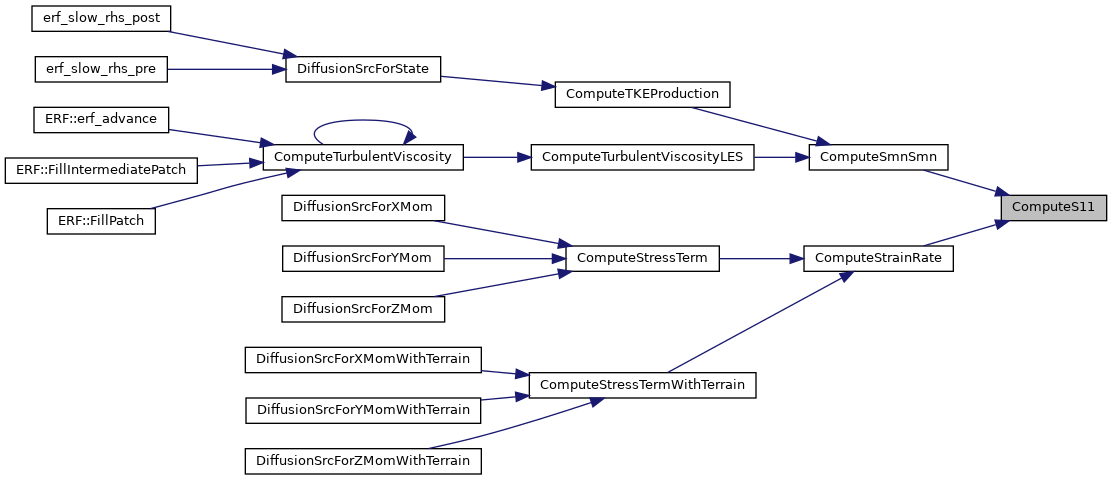 erf_slow_rhs_post
erf_slow_rhs_pre
DiffusionSrcForState
ComputeTKEProduction
ERF::erf_advance
ComputeTurbulentViscosity
ComputeTurbulentViscosityLES
ComputeSmnSmn
ERF::FillIntermediatePatch
ERF::FillPatch
ComputeS11
DiffusionSrcForXMom
DiffusionSrcForYMom
ComputeStressTerm
ComputeStrainRate
DiffusionSrcForZMom
DiffusionSrcForXMomWithTerrain
ComputeStressTermWithTerrain
DiffusionSrcForYMomWithTerrain
DiffusionSrcForZMomWithTerrain